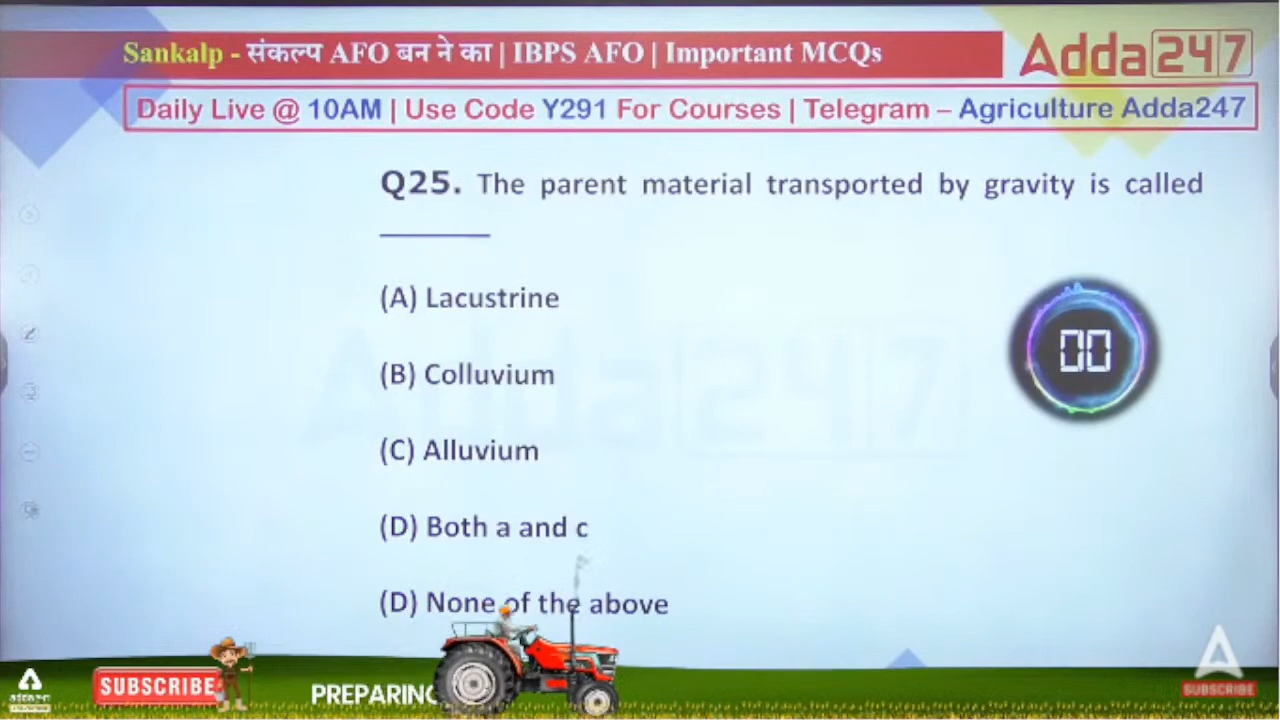 Sankalp - संकल्प AFO बन ने का | IBPS AFO | Important MCQs
Adda247
Daily Live @ 10AM | Use Code Y291 For Courses | Telegram – Agriculture Adda247
Q25. The parent material transported by gravity is called
________
00
(A) Lacustrine
(B) Colluvium
(C) Alluvium
(D) Both a and c
(D) None of the above
Adda247
SUBSCRIBE
PREPARING
SUBSCRIBE